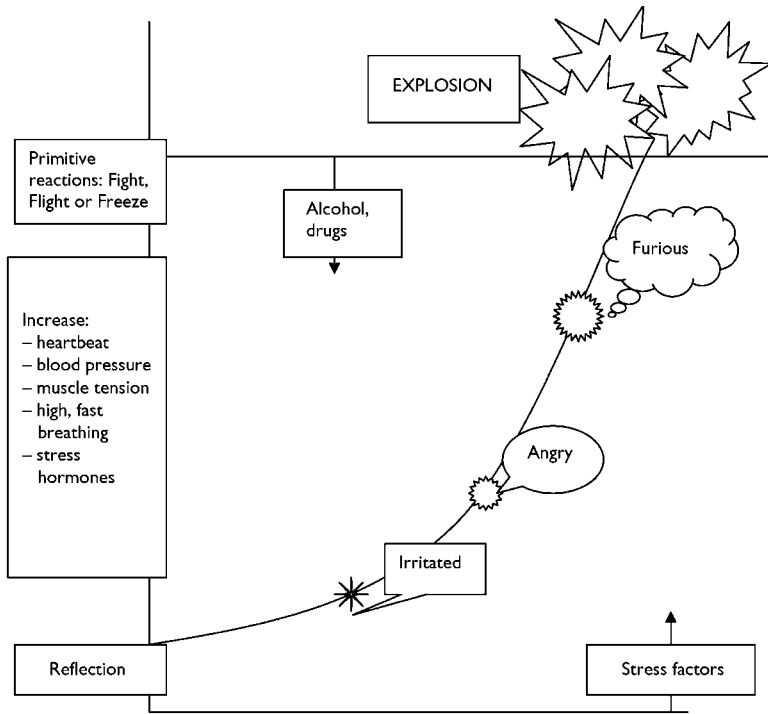 EXPLOSION
Primitive
reactions: Fight,
Flight or Freeze
Alcohol,
drugs
Furious
Increase:
– heartbeat
– blood pressure
– muscle tension
– high, fast
breathing
– stress
hormones
Angry
Irritated
Reflection
Stress factors